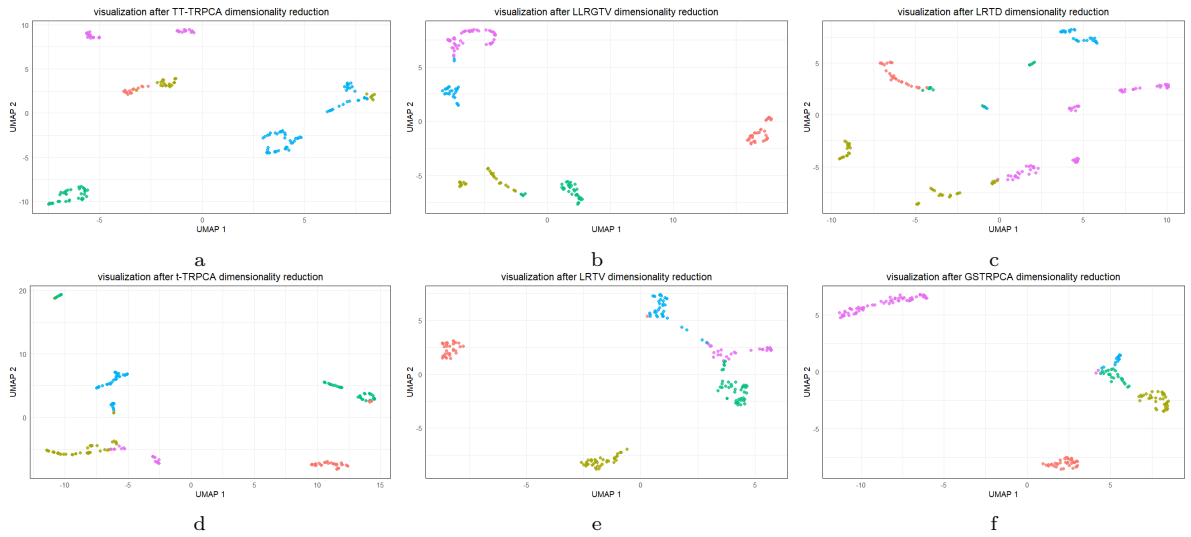 visualization after TT-TRPCA dimensionality reduction
10
5
0
-5
-10
UMAP 2
-5
0
5
UMAP 1
a
visualization after LLRGTV dimensionality reduction
5
0
-5
UMAP 2
0
10
UMAP 1
b
visualization after LRTD dimensionality reduction
5
0
-5
UMAP 2
-10
-5
0
5
10
UMAP 1
c
visualization after t-TRPCA dimensionality reduction
20
10
0
UMAP 2
-10
-5
0
5
10
15
UMAP 1
d
visualization after LRTV dimensionality reduction
5
0
-5
UMAP 2
-5
0
5
UMAP 1
e
visualization after GSTRPCA dimensionality reduction
5
0
-5
UMAP 2
-10
-5
0
5
UMAP 1
f